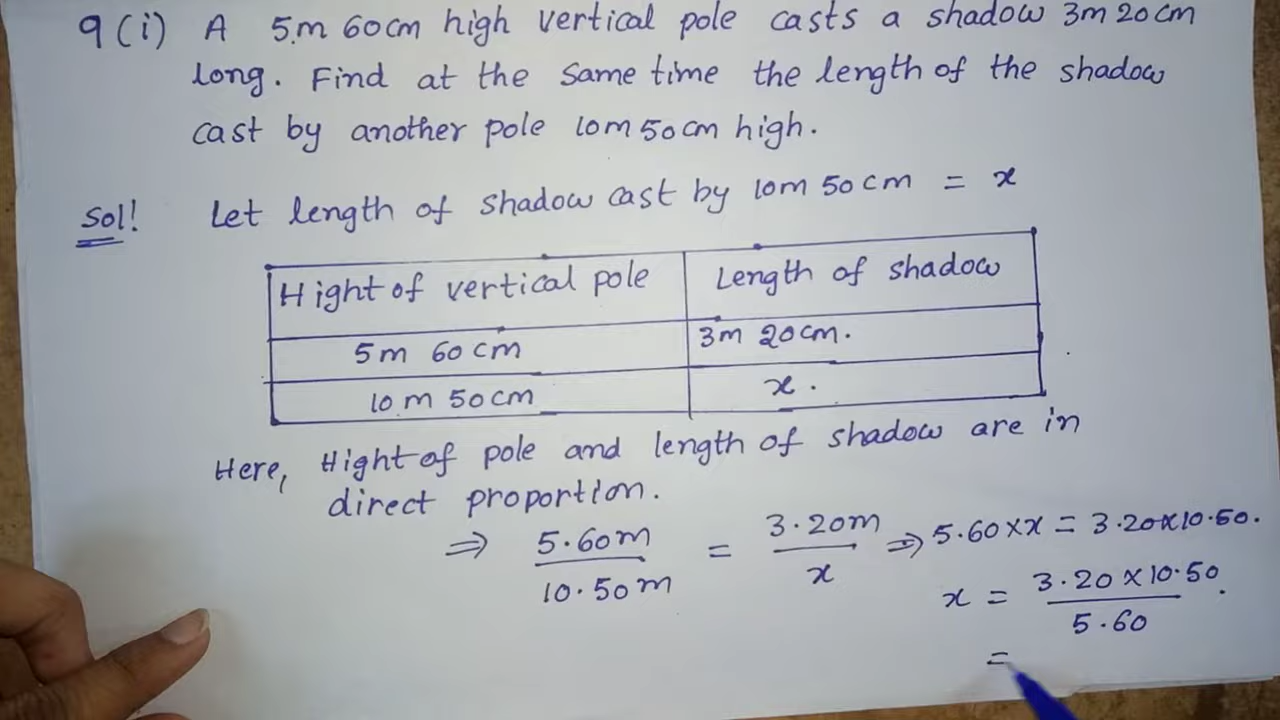 9 (i) A 5.m 60cm high vertical pole casts a shadow 3m 20cm
long. Find at the same time the length of the shadow
cast by another pole 10m 50cm high.
Sol! Let length of shadow cast by 10m 50cm = x
Hight of vertical pole Length of shadow
5m 60cm 3m 20cm.
10m 50cm x.
Here, Hight of pole and length of shadow are in
direct proportion.
⇒ 5.60m / 10.50m = 3.20m / x ⇒ 5.60 × x = 3.20 × 10.50.
x = 3.20 × 10.50 / 5.60.
=